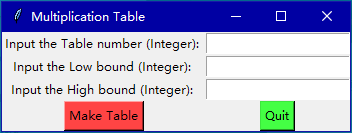 Multiplication Table
Input the Table number (Integer):
Input the Low bound (Integer):
Input the High bound (Integer):
Make Table Quit